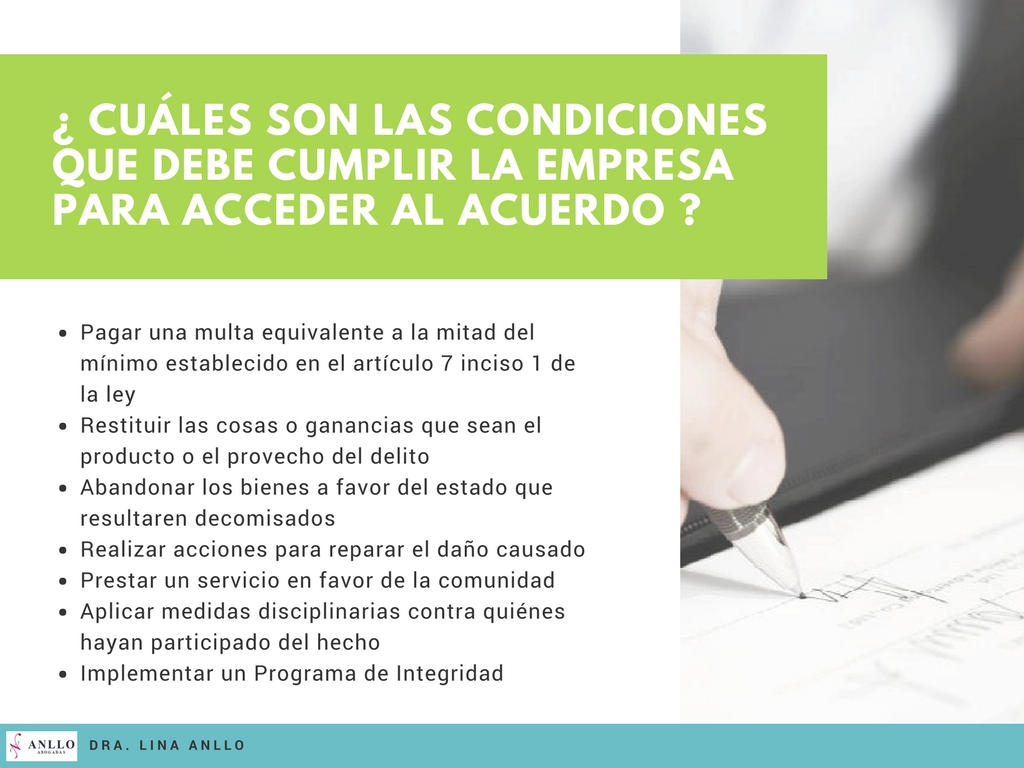 ¿ CUÁLES SON LAS CONDICIONES
QUE DEBE CUMPLIR LA EMPRESA
PARA ACCEDER AL ACUERDO ?
• Pagar una multa equivalente a la mitad del
mínimo establecido en el artículo 7 inciso 1 de
la ley
• Restituir las cosas o ganancias que sean el
producto o el provecho del delito
• Abandonar los bienes a favor del estado que
resultaren decomisados
• Realizar acciones para reparar el daño causado
• Prestar un servicio en favor de la comunidad
• Aplicar medidas disciplinarias contra quiénes
hayan participado del hecho
• Implementar un Programa de Integridad
ANLLO
ABOGADAS
DRA. LINA ANLLO